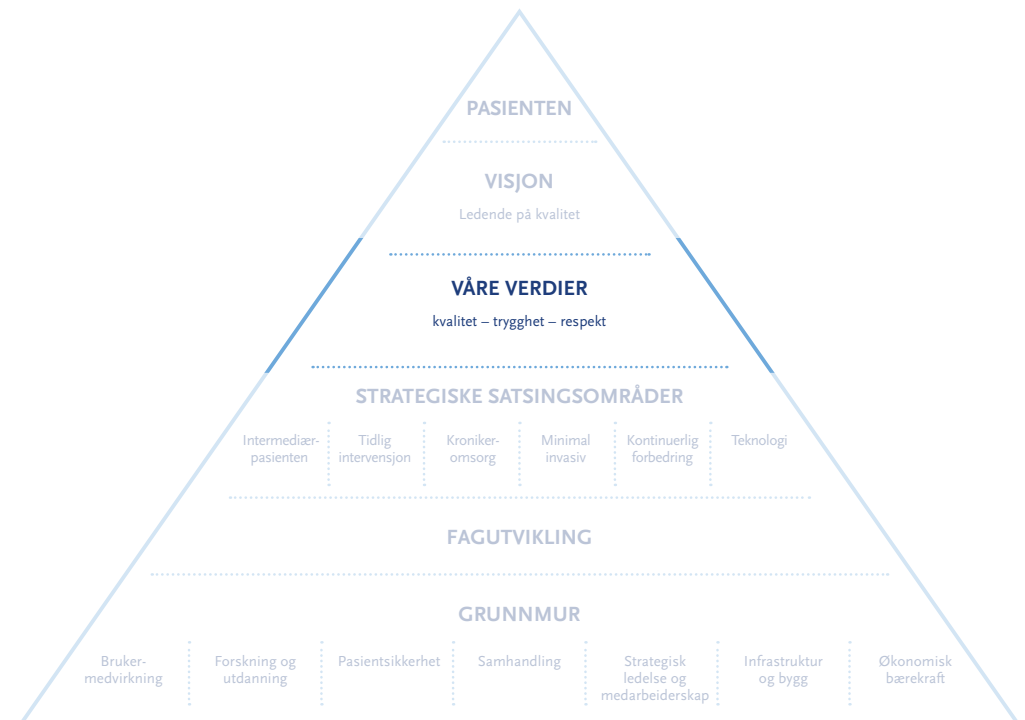 PASIENTEN
VISJON
Ledende på kvalitet
VÅRE VERDIER
kvalitet – trygghet – respekt
STRATEGISKE SATSINGSOMRÅDER
Intermediær-
pasienten
Tidlig
intervensjon
Kroniker-
omsorg
Minimal
invasiv
Kontinuerlig
forbedring
Teknologi
FAGUTVIKLING
GRUNNMUR
Bruker-
medvirkning
Forskning og
utdanning
Pasientsikkerhet
Samhandling
Strategisk
ledelse og
medarbeiderskap
Infrastruktur
og bygg
Økonomisk
bærekraft